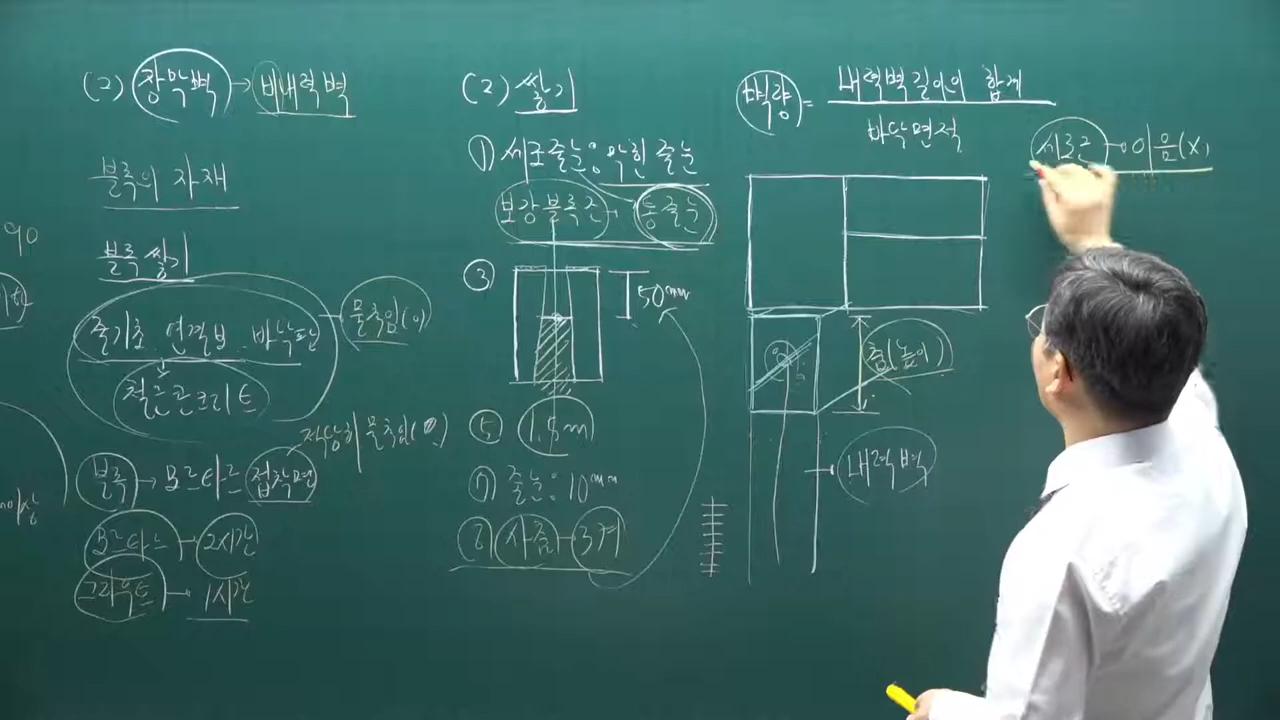 90
(2) 장막벽 → 비내력벽
블록의 자재
블록 쌓기
줄기초, 연결보, 바닥판
물축임(○)
철근콘크리트
적당히 물축임(○)
블록 → 모르타르 접착면
모르타르 → 2시간
그라우트 → 1시간
이상
(2) 쌓기
① 세로줄눈: 막힌 줄눈
보강블록조 → 통줄눈
③
50mm
⑤ 1.5m
⑦ 줄눈: 10mm
⑧ 사춤 → 3켜
벽량 = 내력벽길이의 합계
바닥면적
춤(높이)
내력벽
세로근 → 이음(X)